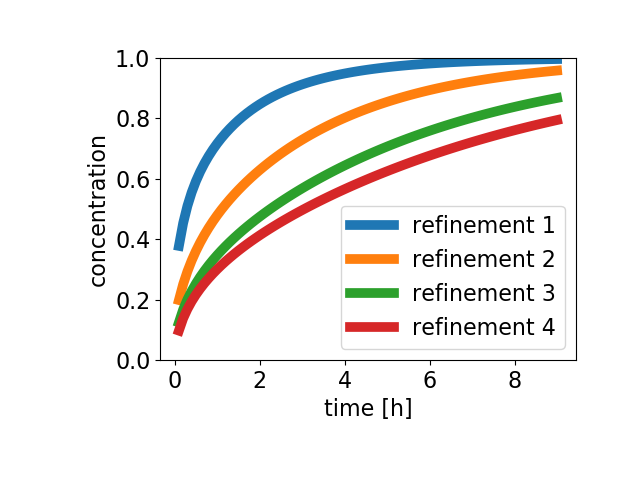 1.0
0.8
0.6
0.4
0.2
0.0
concentration
refinement 1
refinement 2
refinement 3
refinement 4
0 2 4 6 8
time [h]